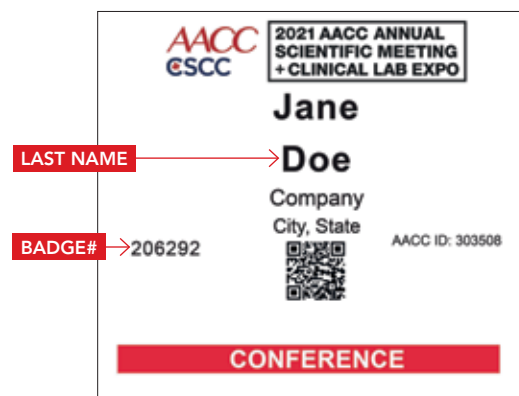 AACC
CSCC
2021 AACC ANNUAL
SCIENTIFIC MEETING
+ CLINICAL LAB EXPO
Jane
LAST NAME
Doe
Company
City, State
BADGE#
206292
AACC ID: 303508
CONFERENCE